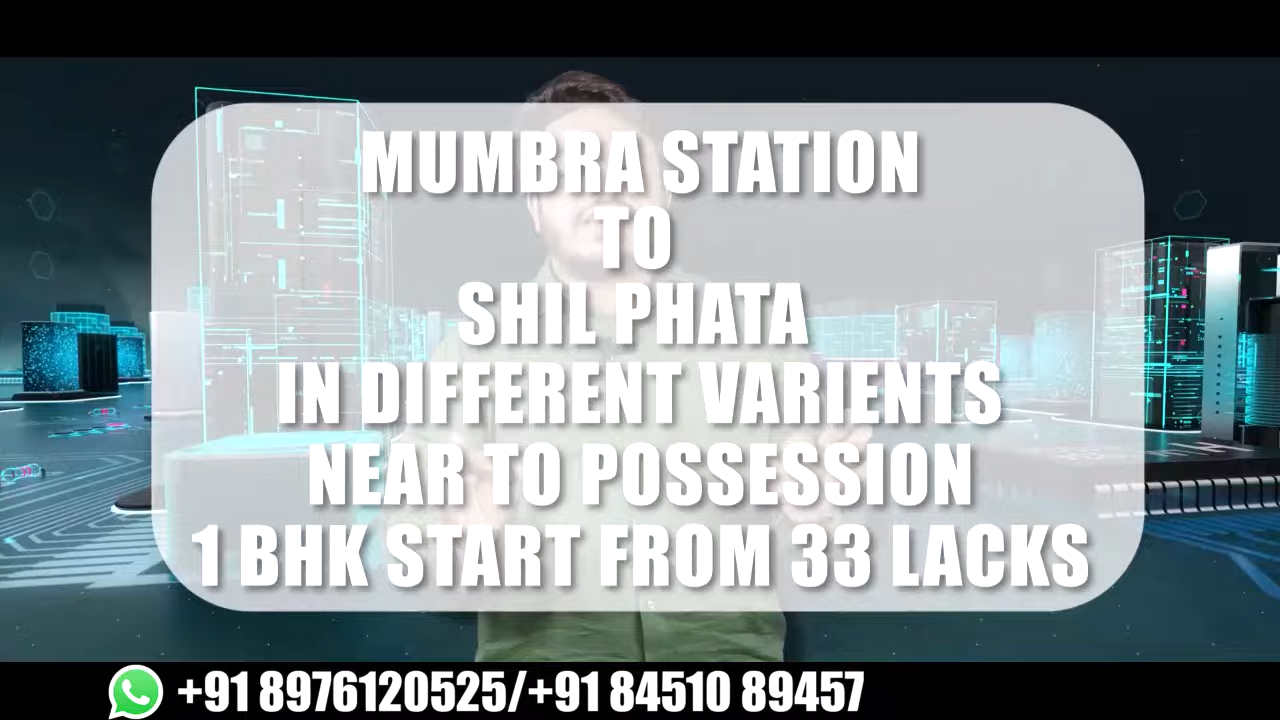 MUMBRA STATION
TO
SHIL PHATA
IN DIFFERENT VARIENTS
NEAR TO POSSESSION
1 BHK START FROM 33 LACKS
+91 8976120525/+91 84510 89457